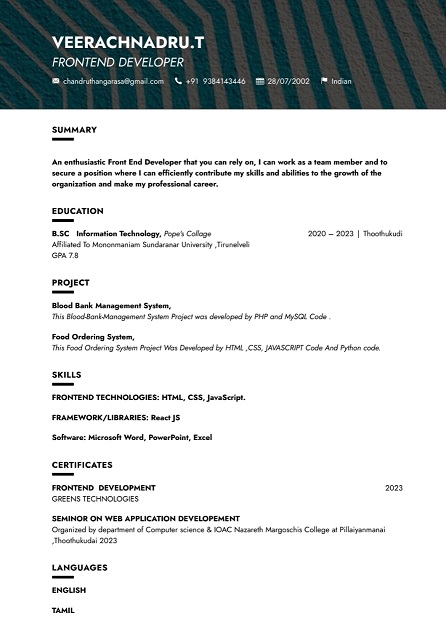 VEERACHNADRU.T
FRONTEND DEVELOPER
chandruthangarasa@gmail.com +91 9384143446 28/07/2002 Indian
SUMMARY
An enthusiastic Front End Developer that you can rely on, I can work as a team member and to
secure a position where I can efficiently contribute my skills and abilities to the growth of the
organization and make my professional career.
EDUCATION
B.SC Information Technology, Pope's Collage 2020 – 2023 | Thoothukudi
Affiliated To Mononmaniam Sundaranar University ,Tirunelveli
GPA 7.8
PROJECT
Blood Bank Management System,
This Blood-Bank-Management System Project was developed by PHP and MySQL Code .
Food Ordering System,
This Food Ordering System Project Was Developed by HTML ,CSS, JAVASCRIPT Code And Python code.
SKILLS
FRONTEND TECHNOLOGIES: HTML, CSS, JavaScript.
FRAMEWORK/LIBRARIES: React JS
Software: Microsoft Word, PowerPoint, Excel
CERTIFICATES
FRONTEND DEVELOPMENT 2023
GREENS TECHNOLOGIES
SEMINOR ON WEB APPLICATION DEVELOPEMENT
Organized by department of Computer science & IOAC Nazareth Margoschis College at Pillaiyanmanai
,Thoothukudai 2023
LANGUAGES
ENGLISH
TAMIL